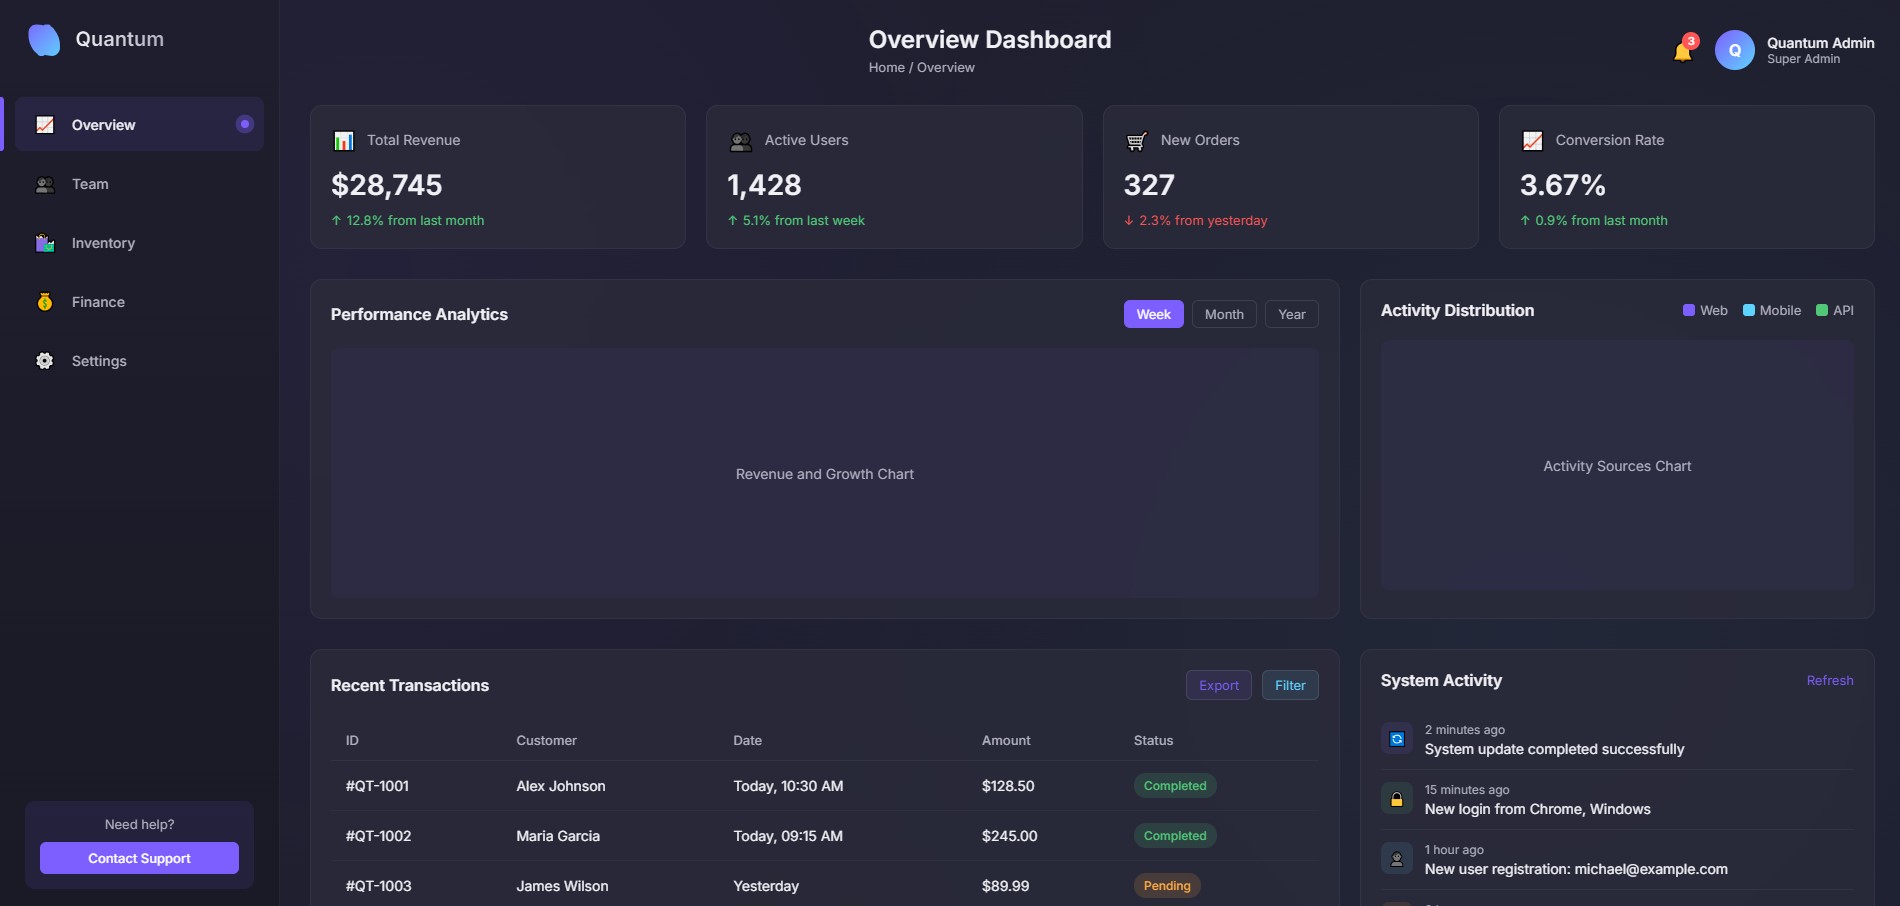 Quantum
Overview
Team
Inventory
Finance
Settings
Need help?
Contact Support
Overview Dashboard
Home / Overview
3
Q
Quantum Admin
Super Admin
Total Revenue
$28,745
↑ 12.8% from last month
Active Users
1,428
↑ 5.1% from last week
New Orders
327
↓ 2.3% from yesterday
Conversion Rate
3.67%
↑ 0.9% from last month
Performance Analytics
Week Month Year
Revenue and Growth Chart
Activity Distribution
Web Mobile API
Activity Sources Chart
Recent Transactions
Export Filter
ID Customer Date Amount Status
#QT-1001 Alex Johnson Today, 10:30 AM $128.50 Completed
#QT-1002 Maria Garcia Today, 09:15 AM $245.00 Completed
#QT-1003 James Wilson Yesterday $89.99 Pending
System Activity
Refresh
2 minutes ago
System update completed successfully
15 minutes ago
New login from Chrome, Windows
1 hour ago
New user registration: michael@example.com